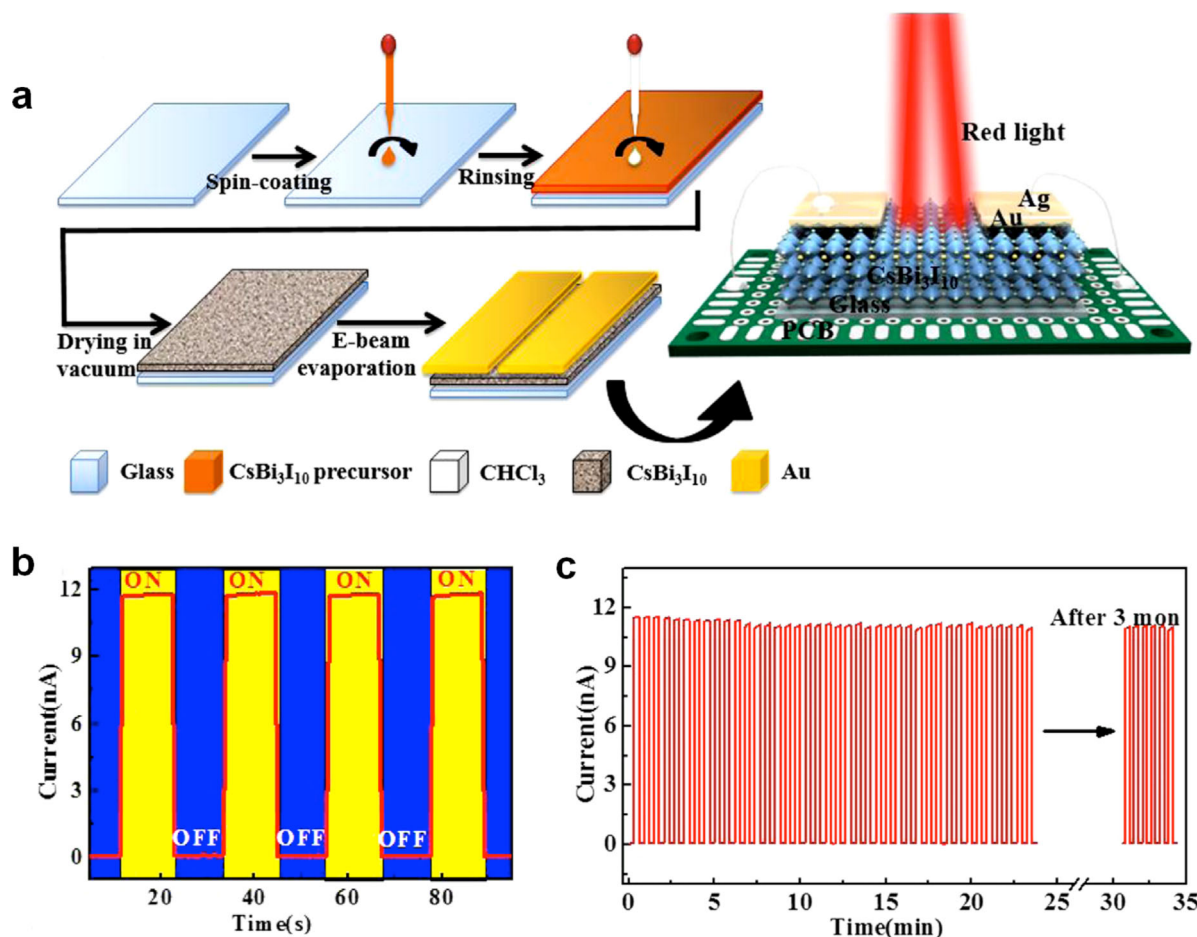 a
Spin-coating
Rinsing
Red light
Ag
Au
CsBi₃I₁₀
Glass
PCB
Drying in
vacuum
E-beam
evaporation
Glass
CsBi₃I₁₀ precursor
CHCl₃
CsBi₃I₁₀
Au
b
12
9
6
3
0
Current(nA)
ON
ON
ON
ON
OFF
OFF
OFF
20
40
60
80
Time(s)
c
12
9
6
3
0
Current(nA)
After 3 mon
0
5
10
15
20
25
30
35
Time(min)